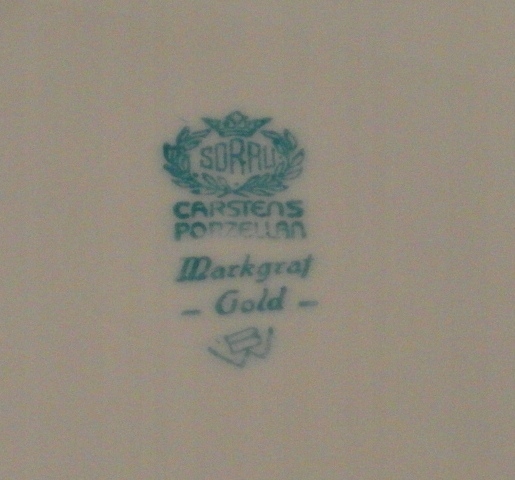 SORAU
CARSTENS
PORZELLAN
Markgraf
- Gold -